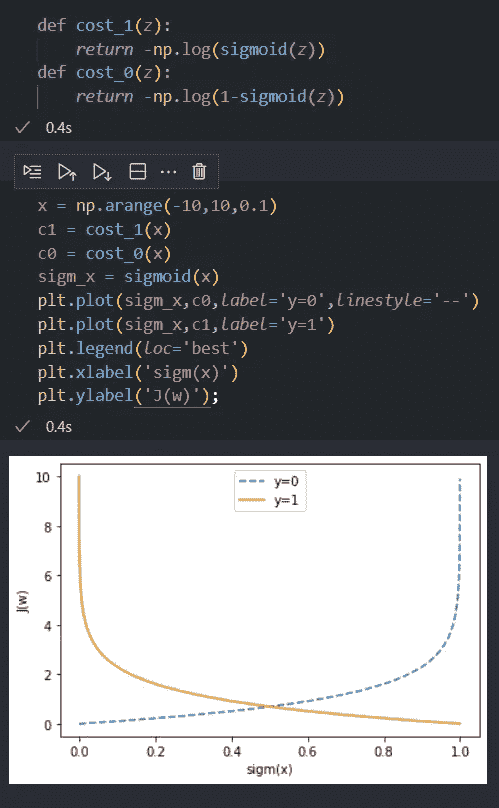 def cost_1(z):
    return -np.log(sigmoid(z))
def cost_0(z):
    return -np.log(1-sigmoid(z))
0.4s
x = np.arange(-10,10,0.1)
c1 = cost_1(x)
c0 = cost_0(x)
sigm_x = sigmoid(x)
plt.plot(sigm_x,c0,label='y=0',linestyle='--')
plt.plot(sigm_x,c1,label='y=1')
plt.legend(loc='best')
plt.xlabel('sigm(x)')
plt.ylabel('J(w)');
0.4s
y=0
y=1
10
8
6
4
2
0
J(w)
0.0 0.2 0.4 0.6 0.8 1.0
sigm(x)